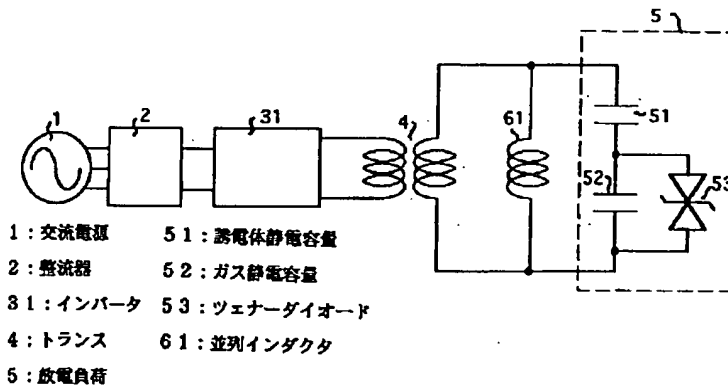 5
1
2
31
4
61
51
52
53
1：交流電源 51：誘電体静電容量
2：整流器 52：ガス静電容量
31：インバータ 53：ツェナーダイオード
4：トランス 61：並列インダクタ
5：放電負荷